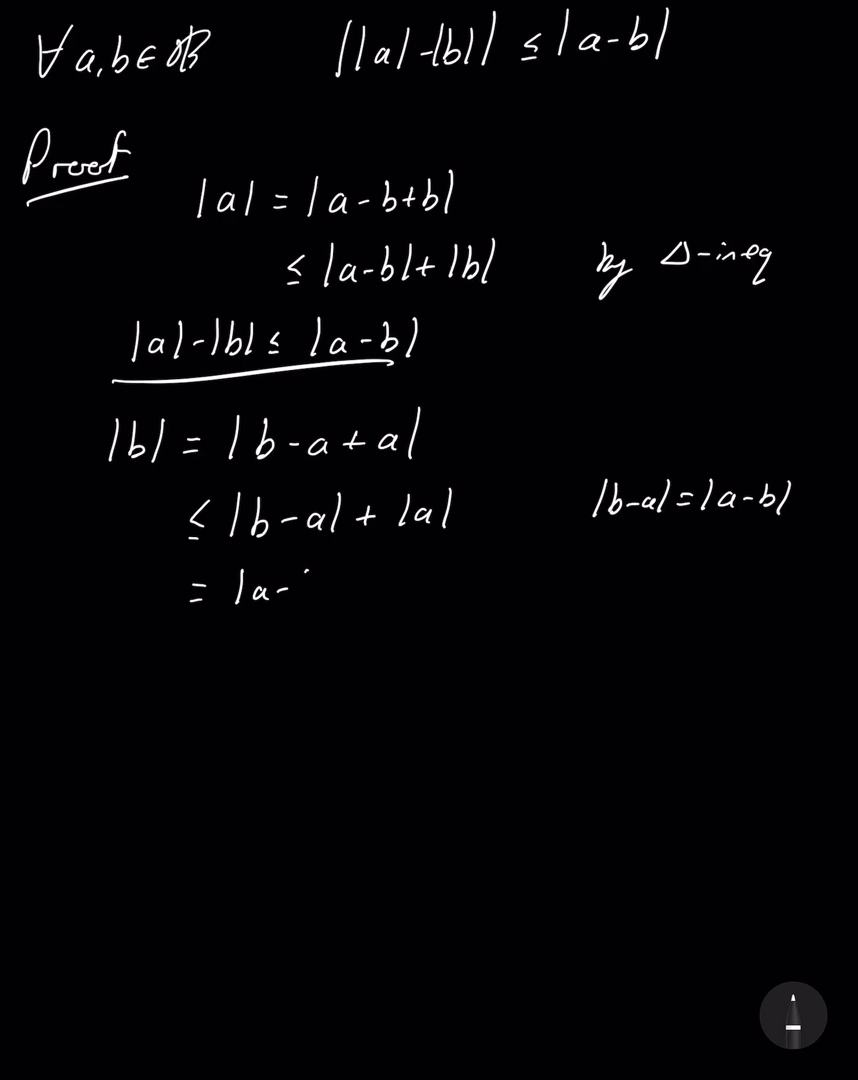 ∀ a,b ∈ ℝ ||a|-|b|| ≤ |a-b|
Proof
|a| = |a-b+b|
≤ |a-b|+|b| by Δ-ineq
|a|-|b| ≤ |a-b|
|b| = |b-a+a|
≤ |b-a|+|a| |b-a|=|a-b|
= |a-